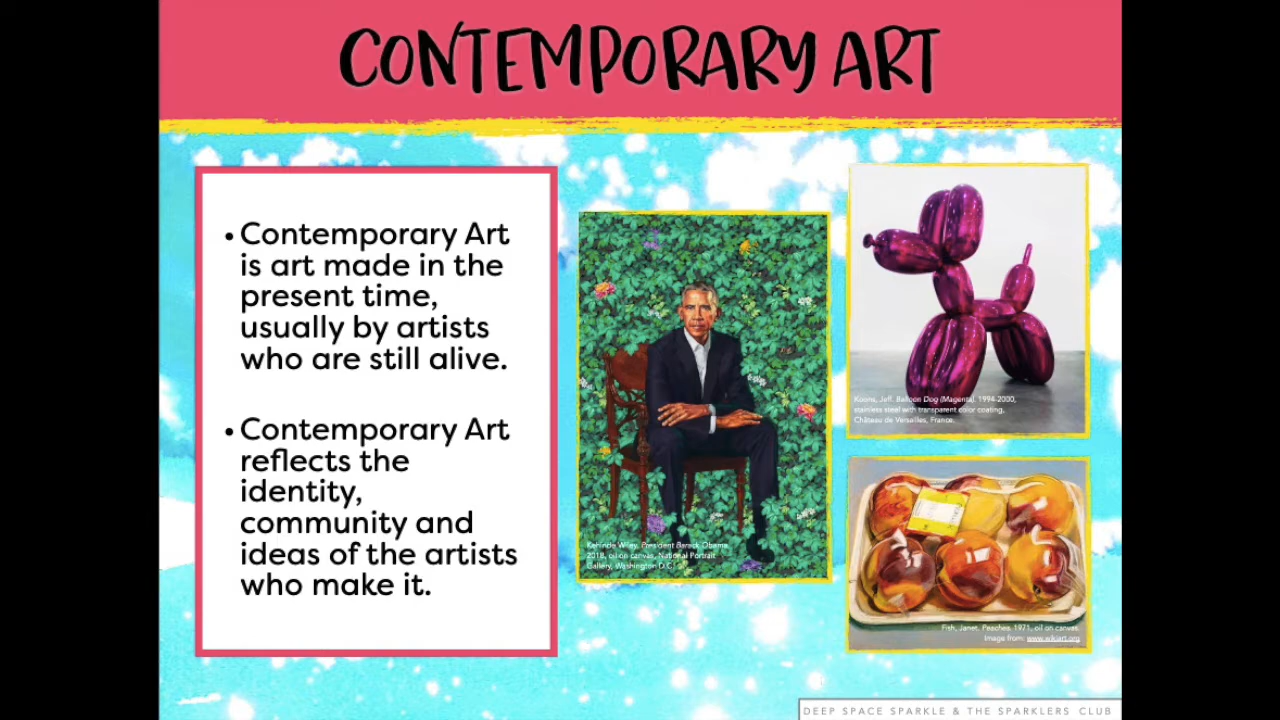 CONTEMPORARY ART
• Contemporary Art
is art made in the
present time,
usually by artists
who are still alive.
• Contemporary Art
reflects the
identity,
community and
ideas of the artists
who make it.
Kehinde Wiley, President Barack Obama,
2018, oil on canvas, National Portrait
Gallery, Washington D.C.
Koons, Jeff. Balloon Dog (Magenta), 1994-2000,
stainless steel with transparent color coating,
Château de Versailles, France.
Fish, Janet. Peaches. 1971, oil on canvas.
Image from: www.wikiart.org
DEEP SPACE SPARKLE & THE SPARKLERS CLUB